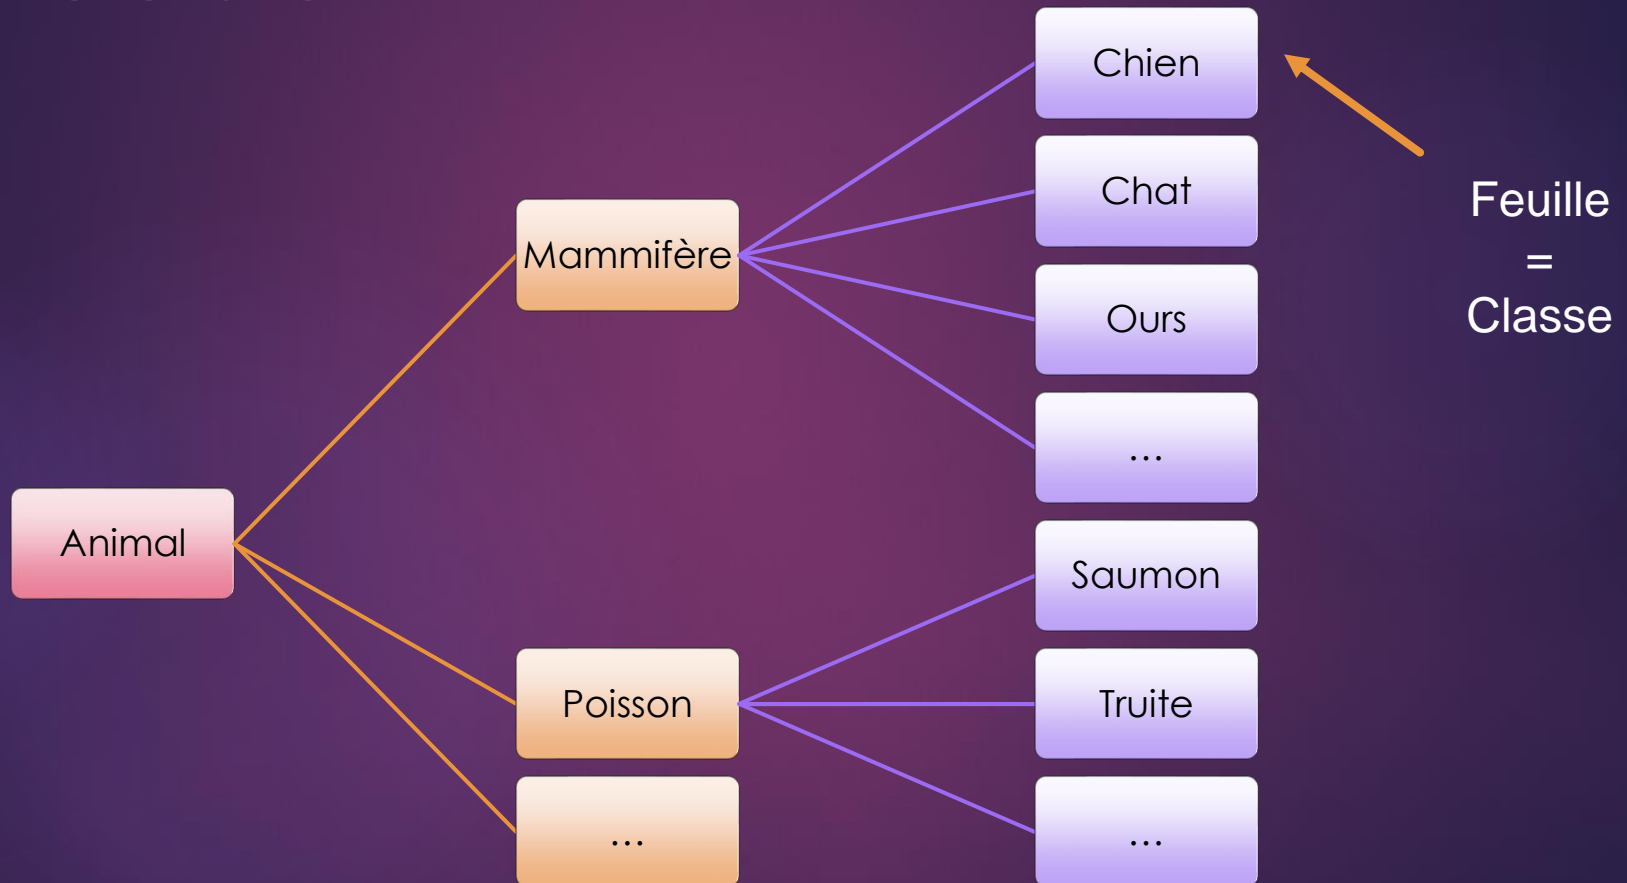 Chien
Chat
Mammifère
Ours
…
Animal
Saumon
Poisson
Truite
…
…
Feuille
=
Classe